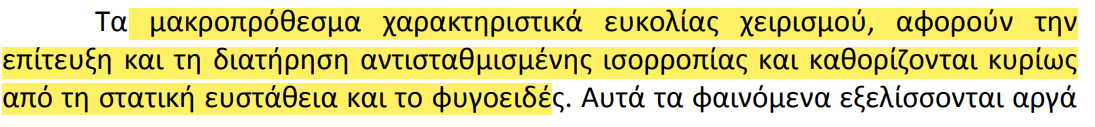 Τα μακροπρόθεσμα χαρακτηριστικά ευκολίας χειρισμού, αφορούν την
επίτευξη και τη διατήρηση αντισταθμισμένης ισορροπίας και καθορίζονται κυρίως
από τη στατική ευστάθεια και το φυγοειδές. Αυτά τα φαινόμενα εξελίσσονται αργά